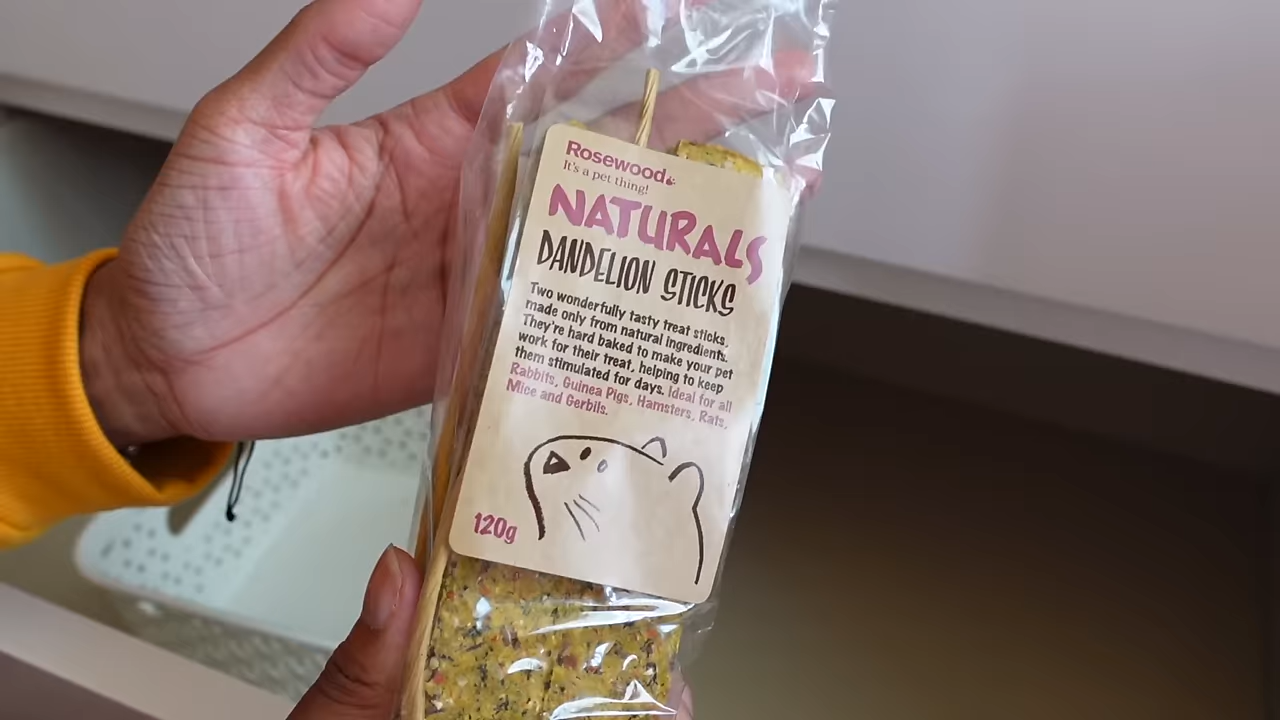 Rosewood
It's a pet thing!
NATURALS
DANDELION STICKS
Two wonderfully tasty treat sticks,
made only from natural ingredients.
They're hard baked to make your pet
work for their treat, helping to keep
them stimulated for days. Ideal for all
Rabbits, Guinea Pigs, Hamsters, Rats,
Mice and Gerbils.
120g